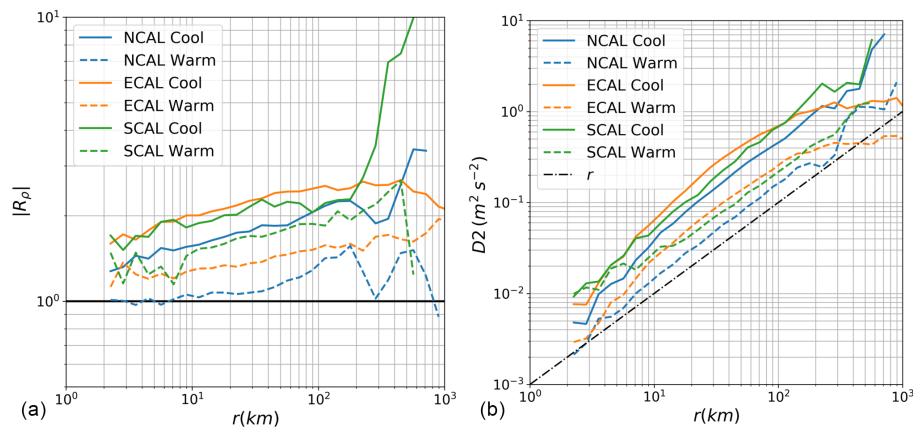 10¹
NCAL Cool
NCAL Warm
ECAL Cool
ECAL Warm
SCAL Cool
SCAL Warm
|Rρ|
10⁰
10⁰
10¹
10²
10³
r(km)
(a)
10¹
NCAL Cool
NCAL Warm
ECAL Cool
ECAL Warm
SCAL Cool
SCAL Warm
r
10⁰
D2 (m² s⁻²)
10⁻¹
10⁻²
10⁻³
10⁰
10¹
10²
10³
r(km)
(b)